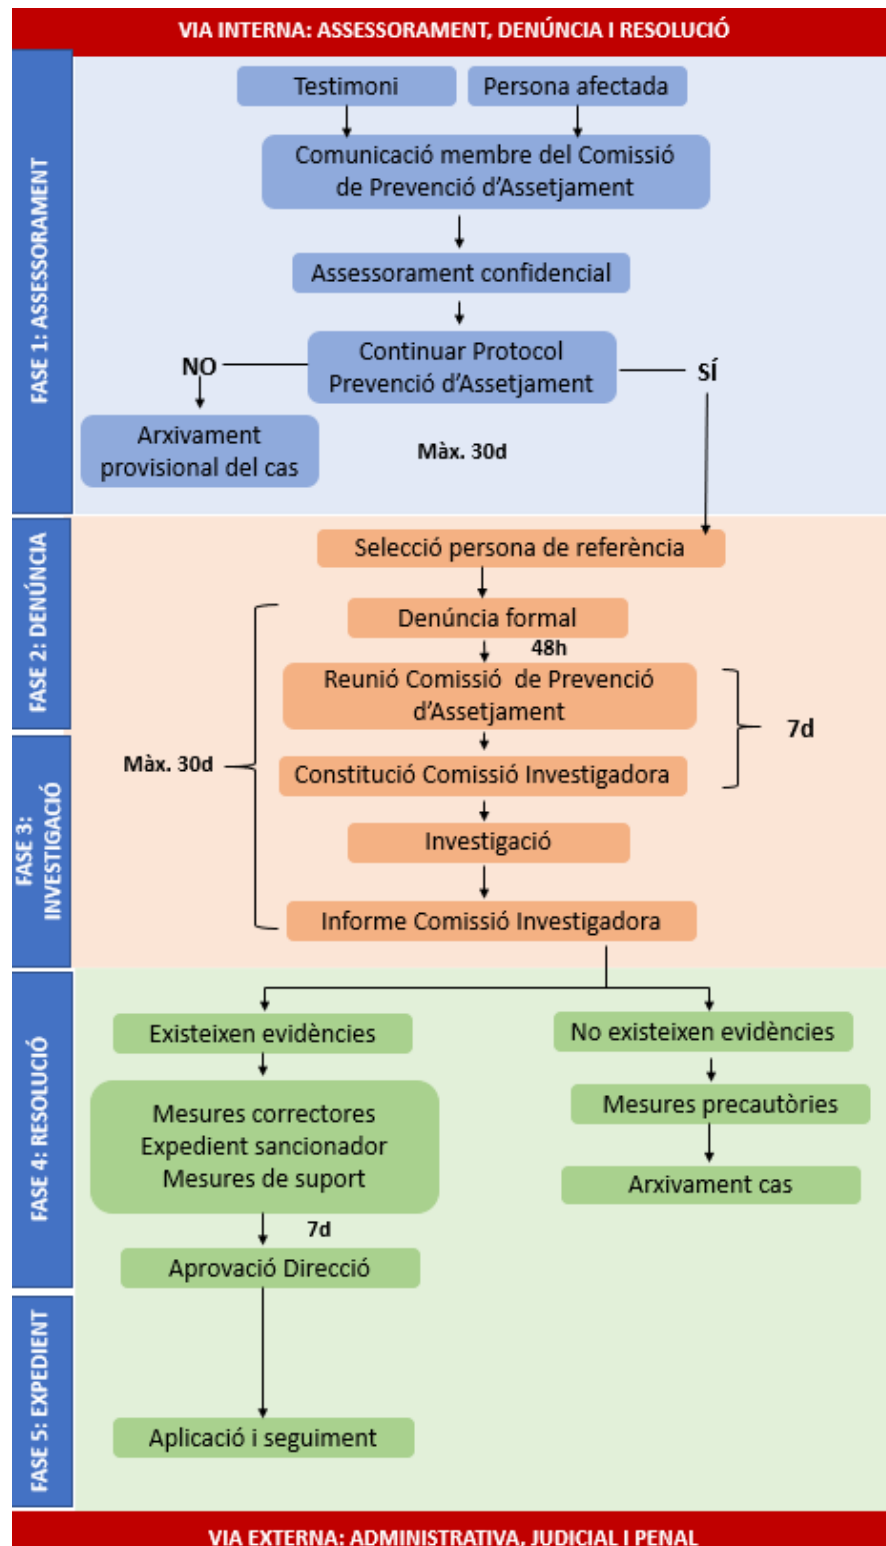 VIA INTERNA: ASSESSORAMENT, DENÚNCIA I RESOLUCIÓ
FASE 1: ASSESSORAMENT
Testimoni
Persona afectada
Comunicació membre del Comissió
de Prevenció d'Assetjament
Assessorament confidencial
Continuar Protocol
Prevenció d'Assetjament
NO
SÍ
Arxivament
provisional del cas
Màx. 30d
FASE 2: DENÚNCIA
Selecció persona de referència
Denúncia formal
48h
Reunió Comissió de Prevenció
d'Assetjament
7d
Màx. 30d
FASE 3:
INVESTIGACIÓ
Constitució Comissió Investigadora
Investigació
Informe Comissió Investigadora
FASE 4: RESOLUCIÓ
Existeixen evidències
No existeixen evidències
Mesures correctores
Expedient sancionador
Mesures de suport
Mesures precautòries
Arxivament cas
7d
Aprovació Direcció
FASE 5: EXPEDIENT
Aplicació i seguiment
VIA EXTERNA: ADMINISTRATIVA, JUDICIAL I PENAL